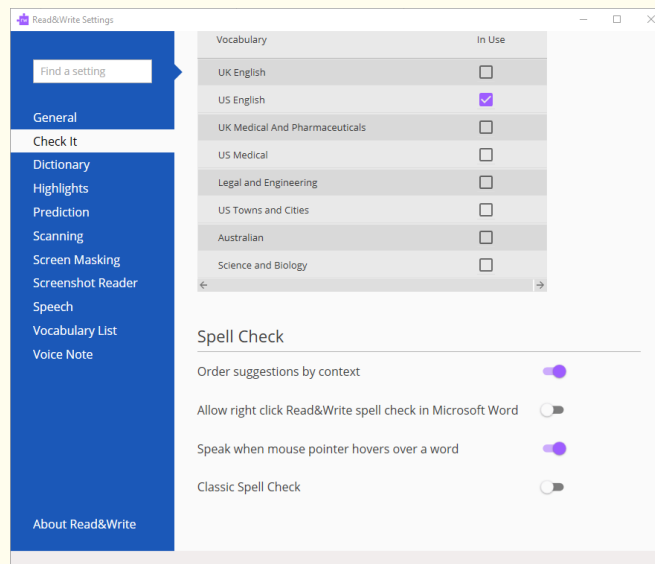 Read&Write Settings
Find a setting
General
Check It
Dictionary
Highlights
Prediction
Scanning
Screen Masking
Screenshot Reader
Speech
Vocabulary List
Voice Note
About Read&Write
Vocabulary In Use
UK English
US English
UK Medical And Pharmaceuticals
US Medical
Legal and Engineering
US Towns and Cities
Australian
Science and Biology
Spell Check
Order suggestions by context
Allow right click Read&Write spell check in Microsoft Word
Speak when mouse pointer hovers over a word
Classic Spell Check